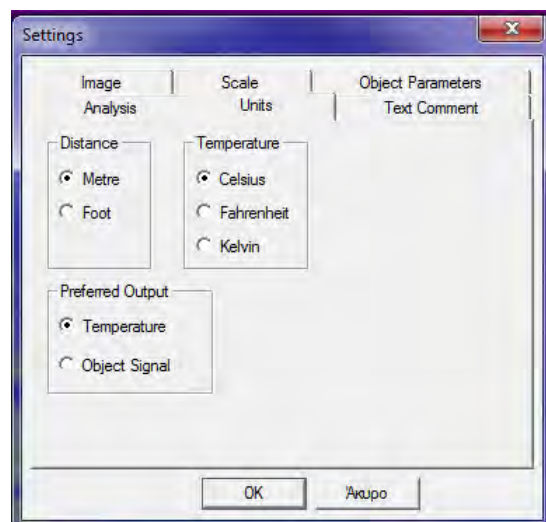 Settings
Image Scale Object Parameters
Analysis Units Text Comment
Distance Temperature
Metre Celsius
Foot Fahrenheit
Kelvin
Preferred Output
Temperature
Object Signal
OK Άκυρο